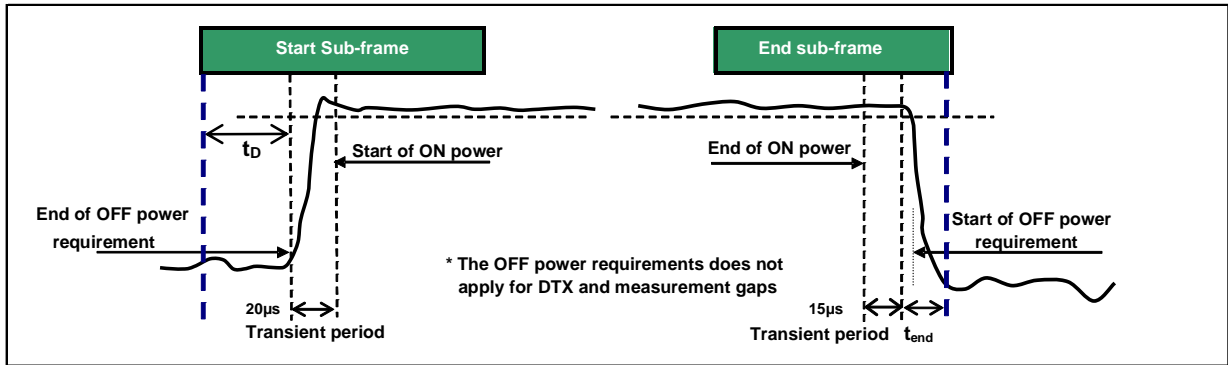 Start Sub-frame
End sub-frame
t_D
Start of ON power
End of ON power
End of OFF power
requirement
Start of OFF power
requirement
* The OFF power requirements does not
apply for DTX and measurement gaps
20µs
Transient period
15µs
Transient period
t_end